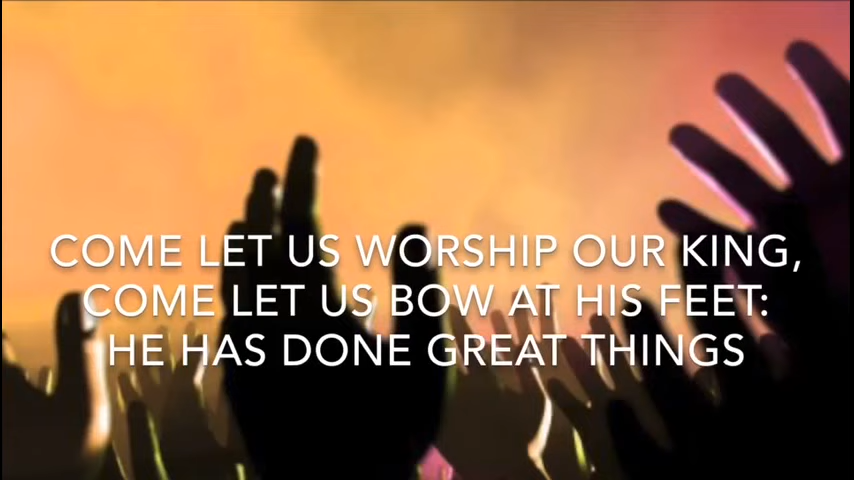 COME LET US WORSHIP OUR KING,
COME LET US BOW AT HIS FEET:
HE HAS DONE GREAT THINGS